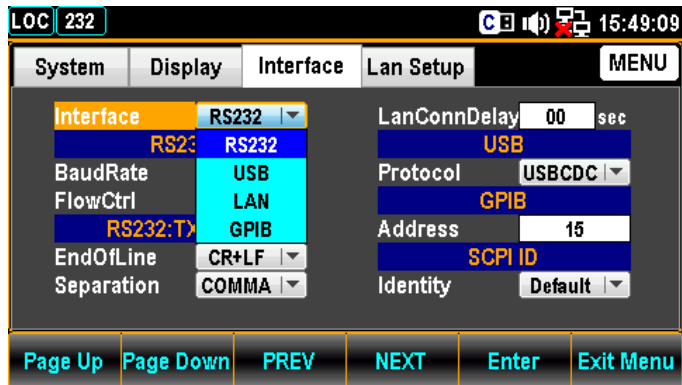 LOC 232 C 15:49:09
System Display Interface Lan Setup MENU
Interface RS232 LanConnDelay 00 sec
RS23 RS232 USB
BaudRate USB Protocol USBCDC
FlowCtrl LAN GPIB
RS232:TX GPIB Address 15
EndOfLine CR+LF SCPI ID
Separation COMMA Identity Default
Page Up Page Down PREV NEXT Enter Exit Menu